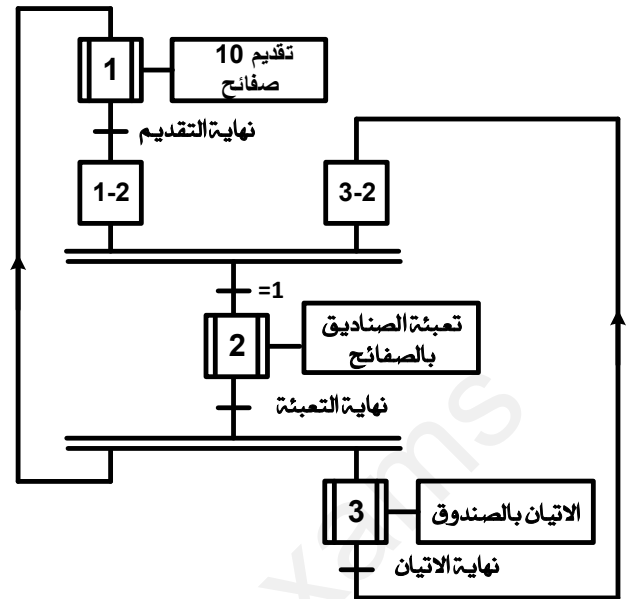 1
تقديم 10
صفائح
نهاية التقديم
1-2
3-2
=1
2
تعبئة الصناديق
بالصفائح
نهاية التعبئة
3
الاتيان بالصندوق
نهاية الاتيان
xams